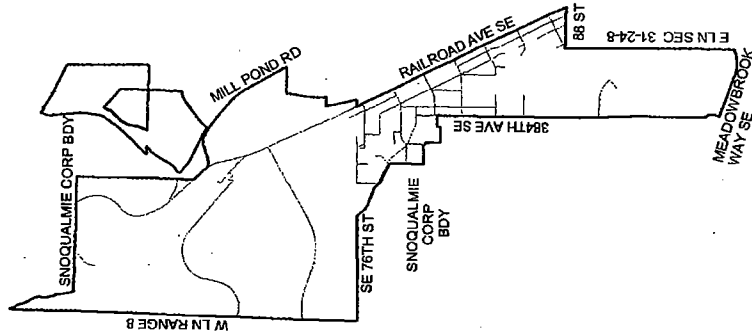 SNOQUALMIE CORP BDY
MILL POND RD
RAILROAD AVE SE
88 ST
E LN SEC 31-24-8
MEADOWBROOK
WAY SE
384TH AVE SE
SNOQUALMIE
CORP
BDY
SE 76TH ST
W LN RANGE 8